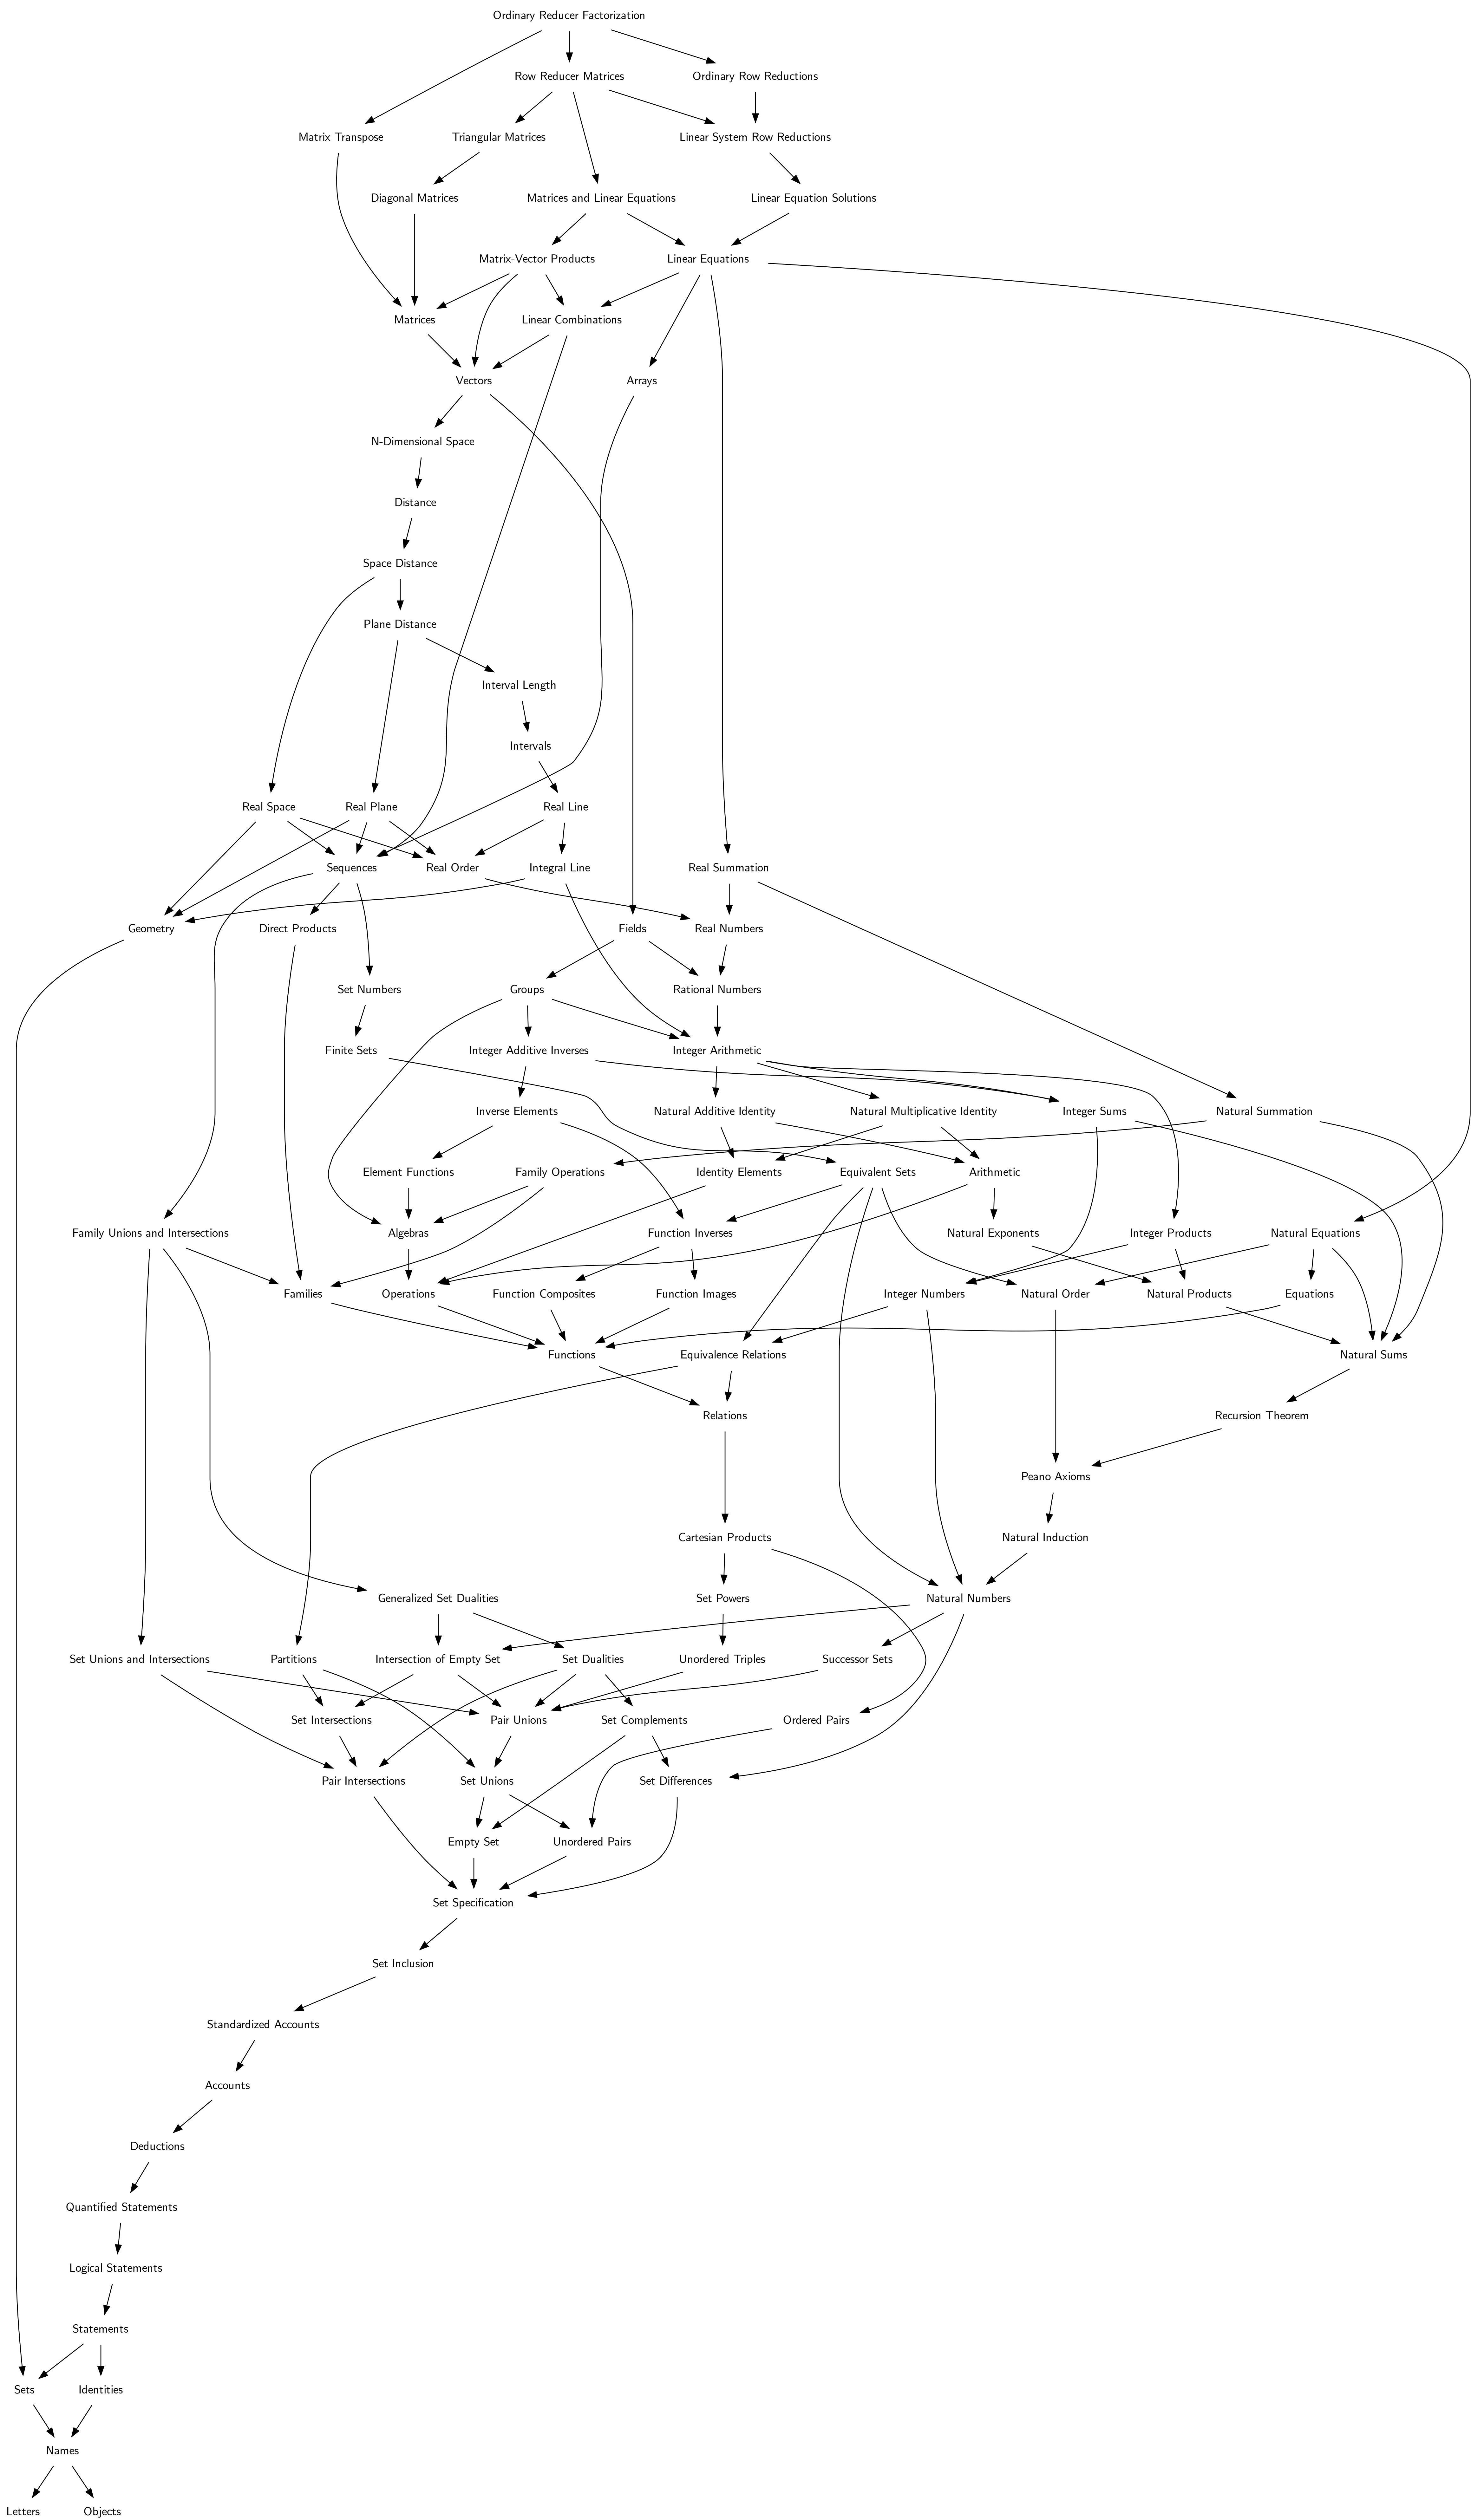 Ordinary Reducer Factorization
Row Reducer Matrices
Ordinary Row Reductions
Matrix Transpose
Triangular Matrices
Linear System Row Reductions
Diagonal Matrices
Matrices and Linear Equations
Linear Equation Solutions
Matrix-Vector Products
Linear Equations
Matrices
Linear Combinations
Vectors
Arrays
N-Dimensional Space
Distance
Space Distance
Plane Distance
Interval Length
Intervals
Real Space
Real Plane
Real Line
Sequences
Real Order
Integral Line
Real Summation
Geometry
Direct Products
Fields
Real Numbers
Set Numbers
Groups
Rational Numbers
Finite Sets
Integer Additive Inverses
Integer Arithmetic
Inverse Elements
Natural Additive Identity
Natural Multiplicative Identity
Integer Sums
Natural Summation
Element Functions
Family Operations
Identity Elements
Equivalent Sets
Arithmetic
Family Unions and Intersections
Algebras
Function Inverses
Natural Exponents
Integer Products
Natural Equations
Families
Operations
Function Composites
Function Images
Integer Numbers
Natural Order
Natural Products
Equations
Functions
Equivalence Relations
Natural Sums
Relations
Recursion Theorem
Peano Axioms
Cartesian Products
Natural Induction
Generalized Set Dualities
Set Powers
Natural Numbers
Set Unions and Intersections
Partitions
Intersection of Empty Set
Set Dualities
Unordered Triples
Successor Sets
Set Intersections
Pair Unions
Set Complements
Ordered Pairs
Pair Intersections
Set Unions
Set Differences
Empty Set
Unordered Pairs
Set Specification
Set Inclusion
Standardized Accounts
Accounts
Deductions
Quantified Statements
Logical Statements
Statements
Sets
Identities
Names
Letters
Objects